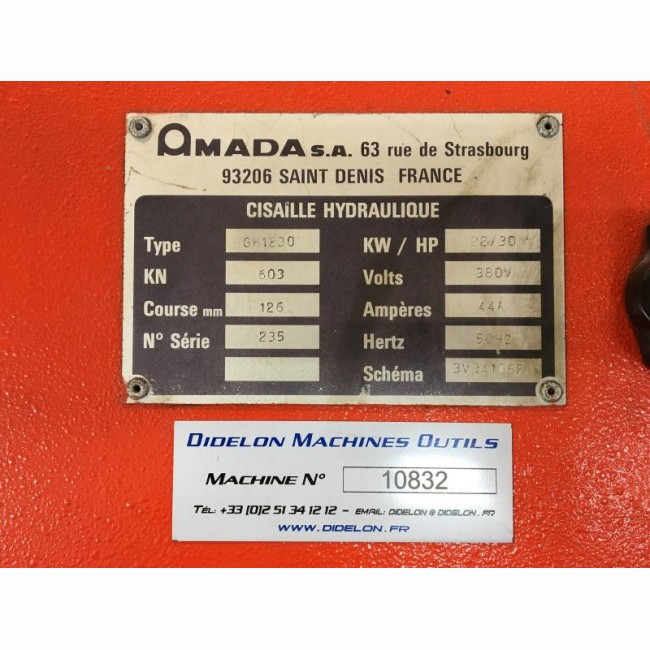 AMADA S.A. 63 rue de Strasbourg
93206 SAINT DENIS FRANCE
CISAILLE HYDRAULIQUE
Type GH1230
KN 603
Course mm 126
N° Série 235
KW / HP 22/30
Volts 380V
Ampères 44A
Hertz 50HZ
Schéma
DIDELON MACHINES OUTILS
MACHINE N° 10832
TÉL: +33 (0)2 51 34 12 12 - EMAIL: DIDELON@DIDELON.FR
WWW.DIDELON.FR